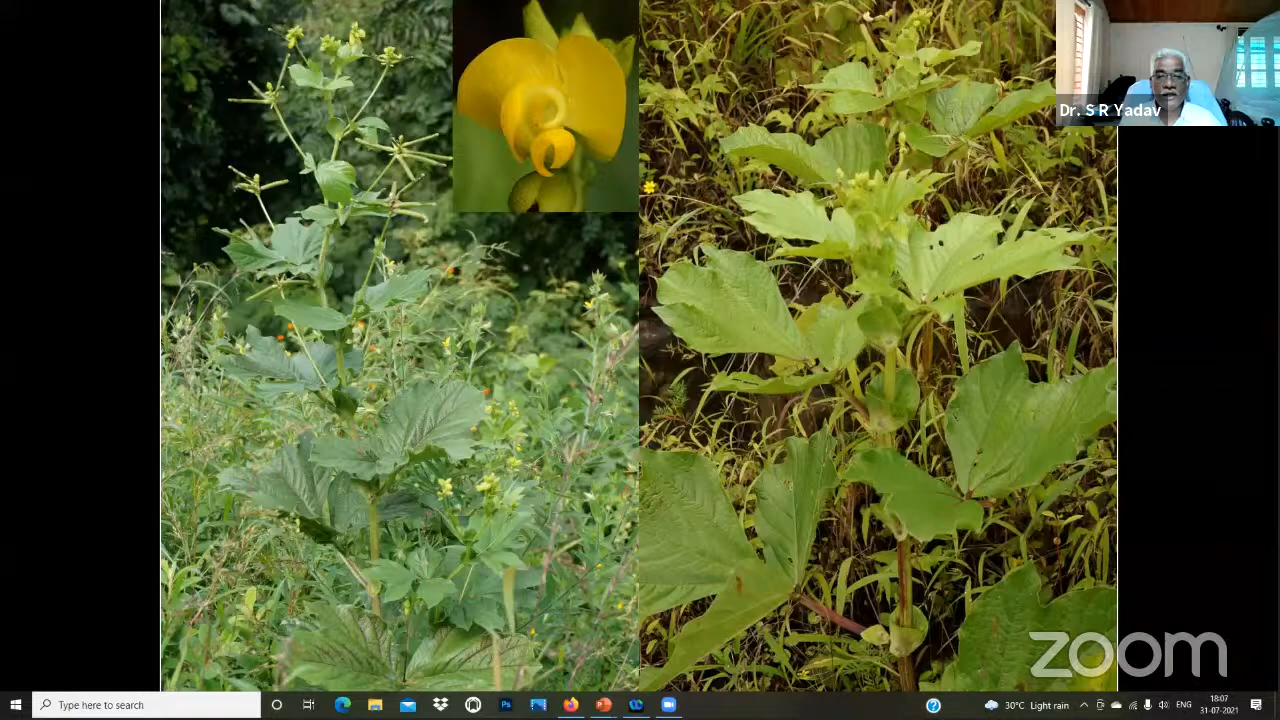 Dr. S R Yadav
zoom
Type here to search
30°C Light rain
ENG
18:07
31-07-2021